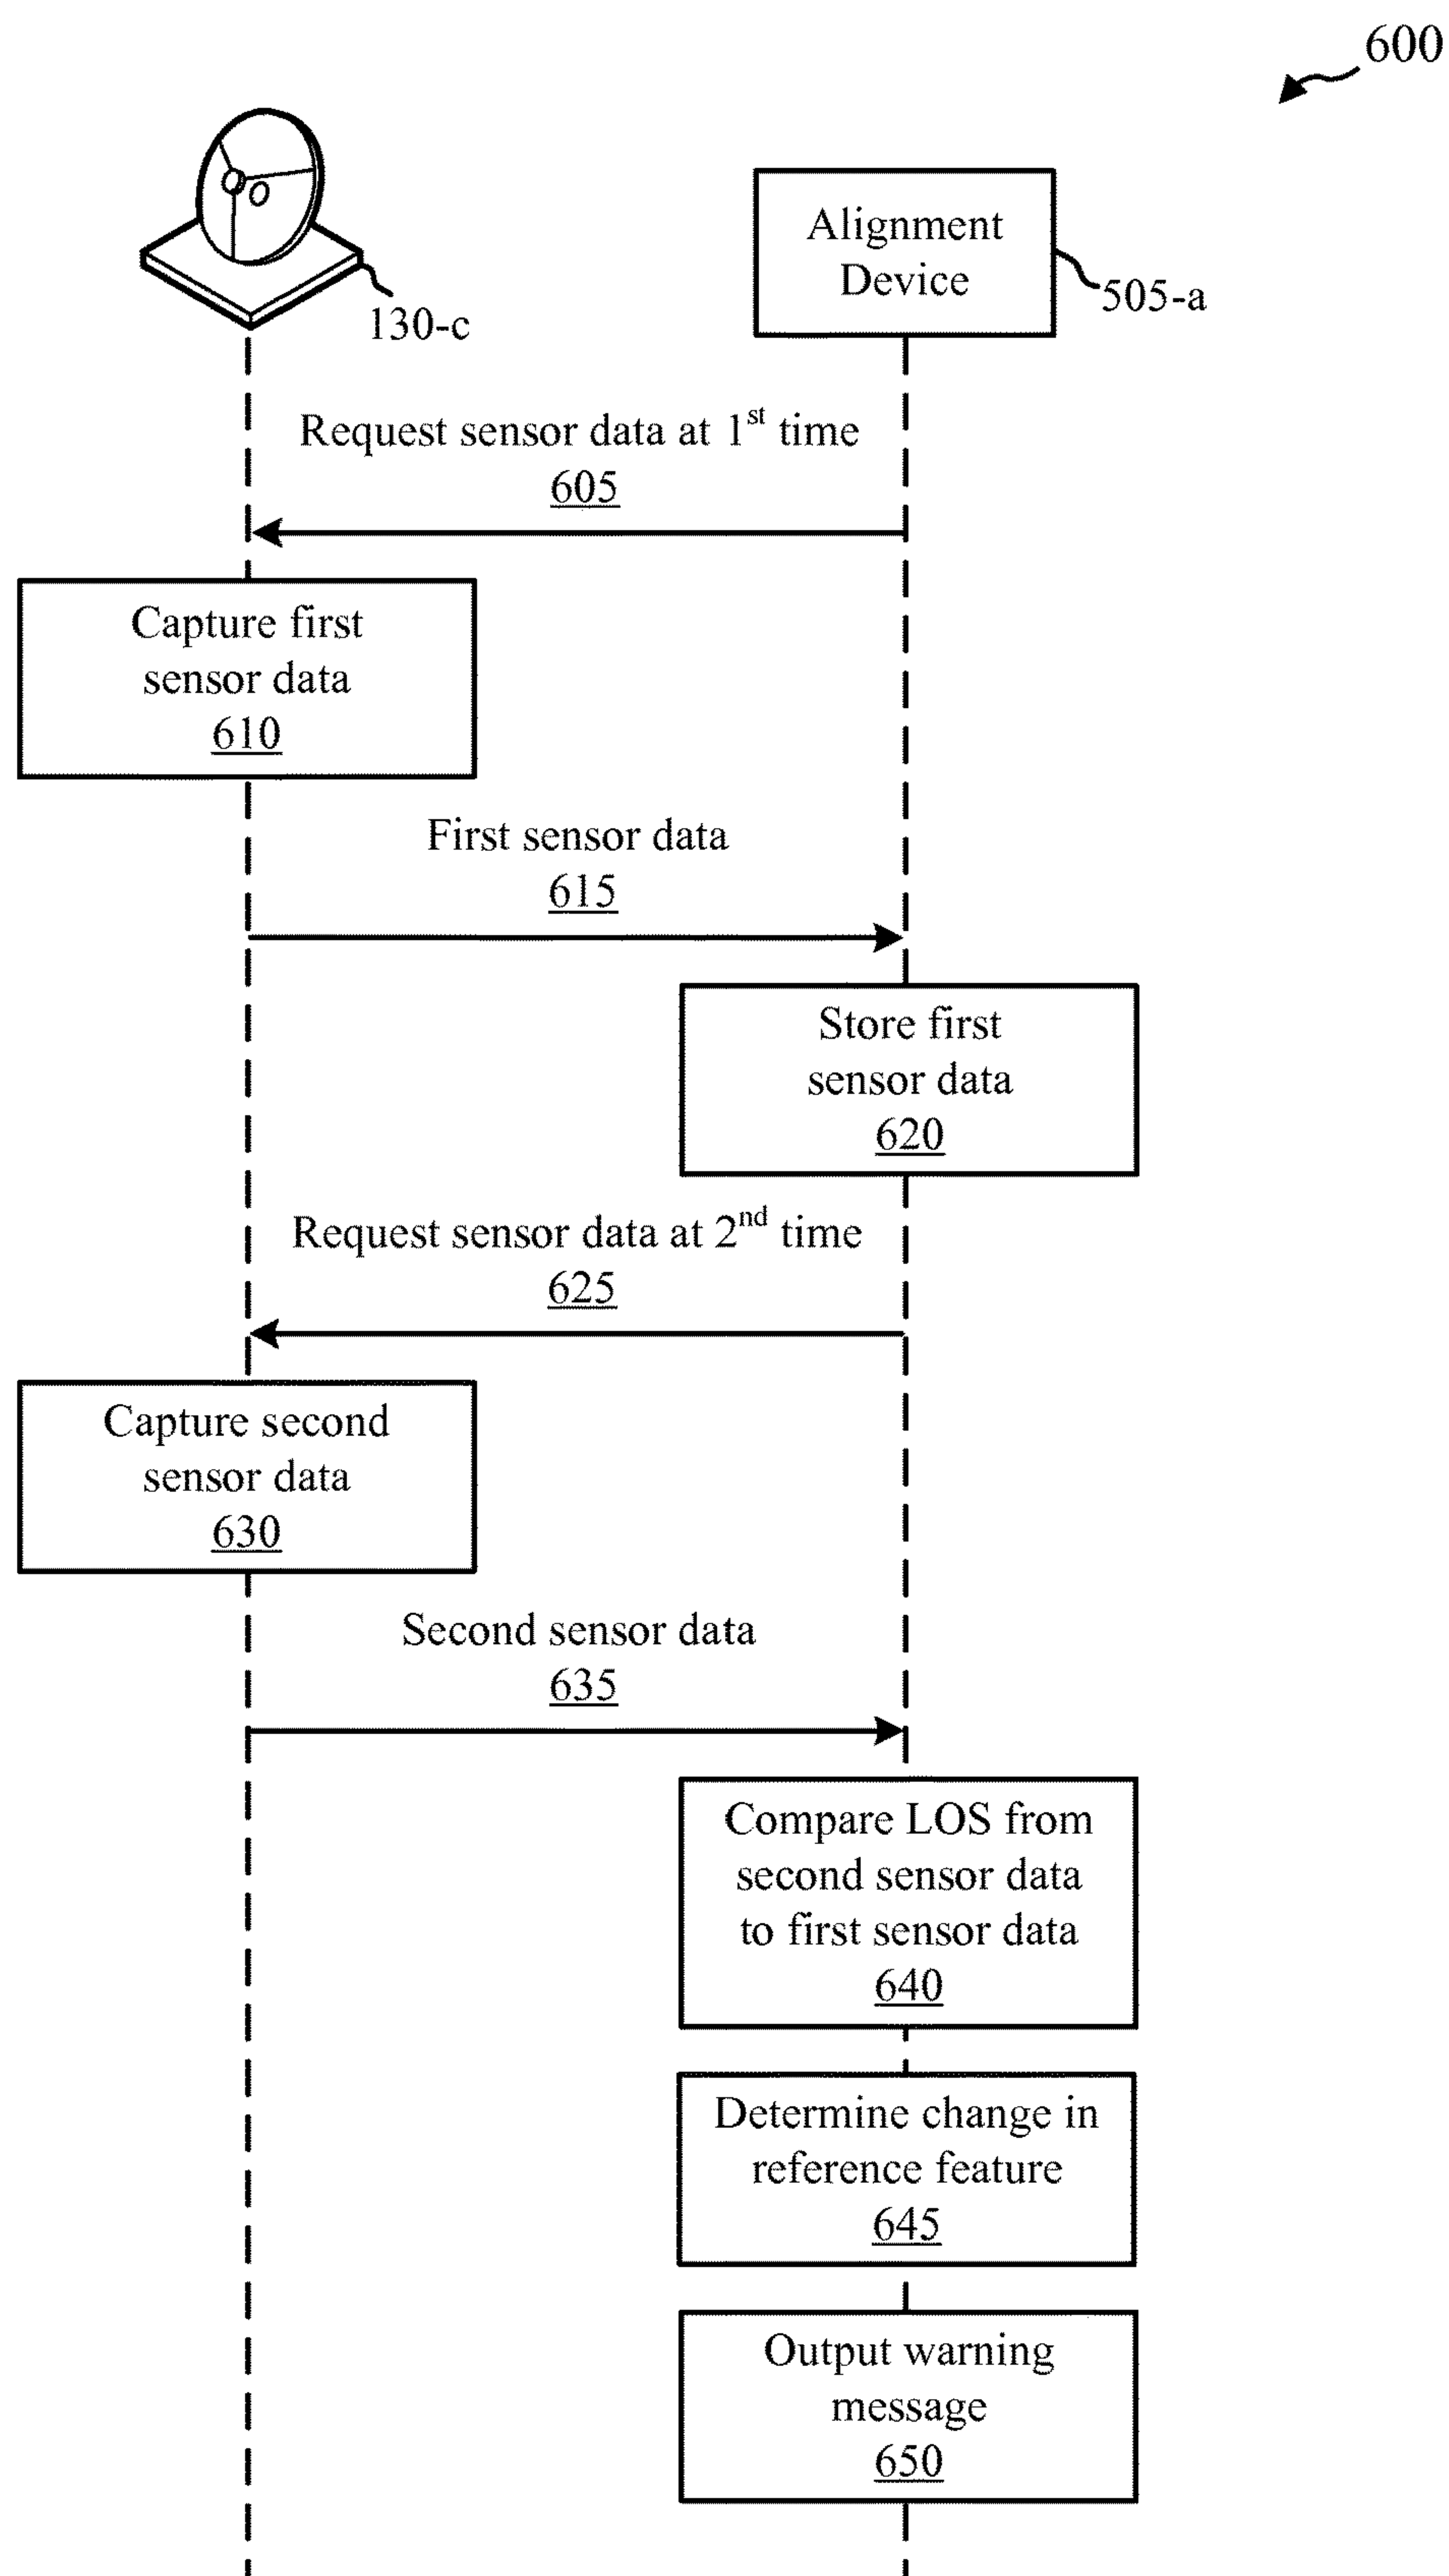 600
Alignment
Device
130-c
505-a
Request sensor data at 1st time
605
Capture first
sensor data
610
First sensor data
615
Store first
sensor data
620
Request sensor data at 2nd time
625
Capture second
sensor data
630
Second sensor data
635
Compare LOS from
second sensor data
to first sensor data
640
Determine change in
reference feature
645
Output warning
message
650